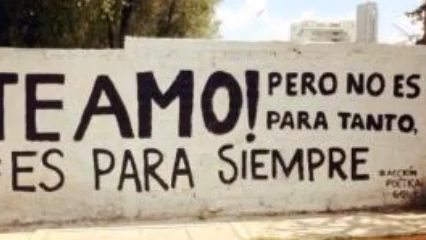 TE AMO! PERO NO ES
PARA TANTO,
ES PARA SIEMPRE
#ACCIÓN
POÉTICA